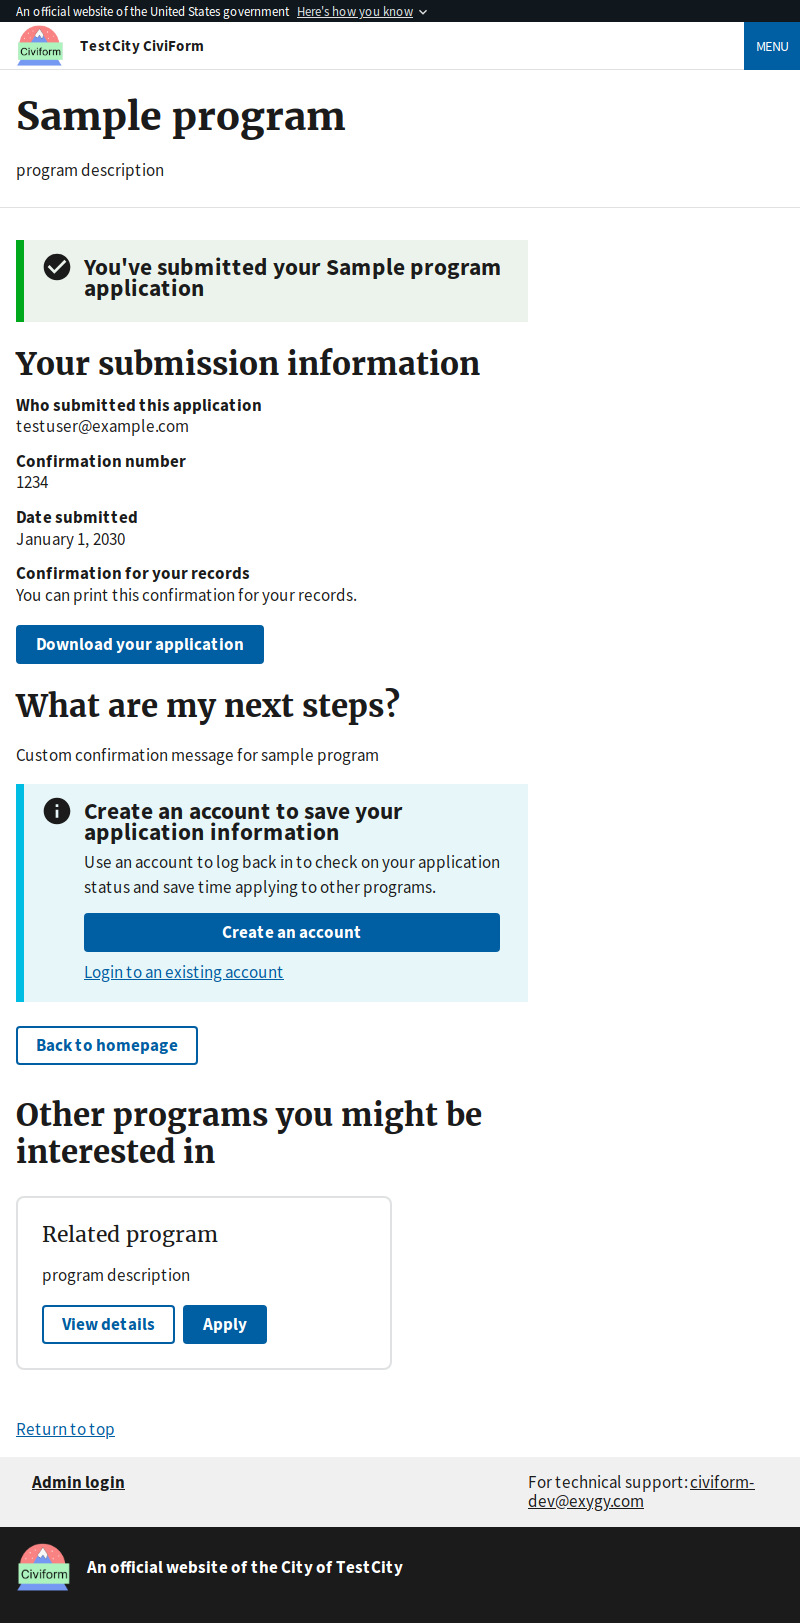 An official website of the United States government Here's how you know
Civiform
TestCity CiviForm
MENU
Sample program
program description
You've submitted your Sample program
application
Your submission information
Who submitted this application
testuser@example.com
Confirmation number
1234
Date submitted
January 1, 2030
Confirmation for your records
You can print this confirmation for your records.
Download your application
What are my next steps?
Custom confirmation message for sample program
Create an account to save your
application information
Use an account to log back in to check on your application
status and save time applying to other programs.
Create an account
Login to an existing account
Back to homepage
Other programs you might be
interested in
Related program
program description
View details
Apply
Return to top
Admin login
For technical support: civiform-
dev@exygy.com
Civiform
An official website of the City of TestCity